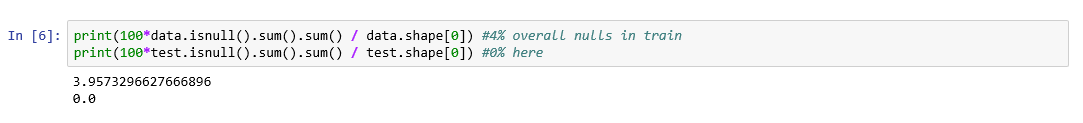 In [6]: print(100*data.isnull().sum().sum() / data.shape[0]) #4% overall nulls in train
print(100*test.isnull().sum().sum() / test.shape[0]) #0% here
3.9573296627666896
0.0